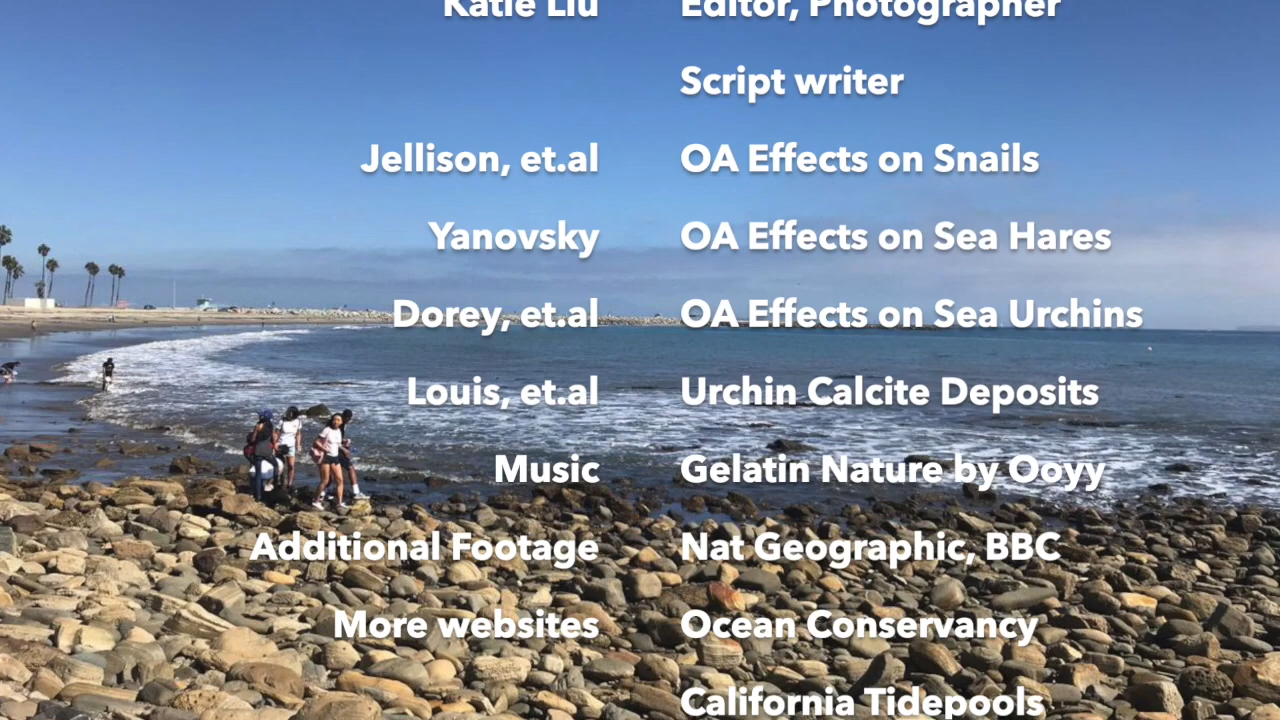 Katie Liu Editor, Photographer
Script writer
Jellison, et.al OA Effects on Snails
Yanovsky OA Effects on Sea Hares
Dorey, et.al OA Effects on Sea Urchins
Louis, et.al Urchin Calcite Deposits
Music Gelatin Nature by Ooyy
Additional Footage Nat Geographic, BBC
More websites Ocean Conservancy
California Tidepools